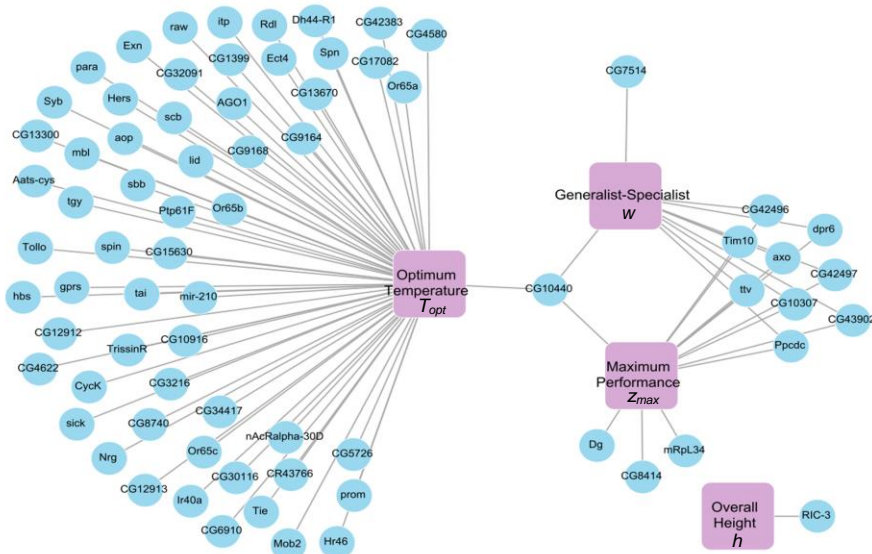 itp
Rdl
Dh44-R1
CG42383
CG4580
raw
Exn
CG1399
Ect4
Spn
CG17082
para
CG32091
CG13670
Or65a
CG7514
Syb
Hers
scb
AGO1
CG13300
aop
CG9164
mbl
lid
CG9168
Aats-cys
sbb
tgy
Ptp61F
Or65b
Generalist-Specialist
w
CG42496
dpr6
Tim10
Tollo
spin
CG15630
axo
Optimum
Temperature
T opt
CG10440
CG42497
ttv
hbs
gprs
tai
mir-210
CG10307
CG43902
CG12912
TrissinR
CG10916
Ppcdc
CG4622
Maximum
Performance
z max
CycK
CG3216
sick
CG8740
CG34417
nAcRalpha-30D
Nrg
Or65c
CG5726
Dg
mRpL34
CG12913
CG30116
CR43766
CG8414
Ir40a
prom
Tie
CG6910
Mob2
Hr46
Overall
Height
h
RIC-3